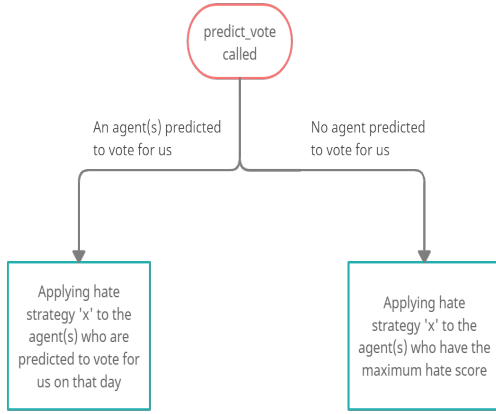 predict_vote
called
An agent(s) predicted
to vote for us
No agent predicted
to vote for us
Applying hate
strategy 'x' to the
agent(s) who are
predicted to vote for
us on that day
Applying hate
strategy 'x' to the
agent(s) who have the
maximum hate score